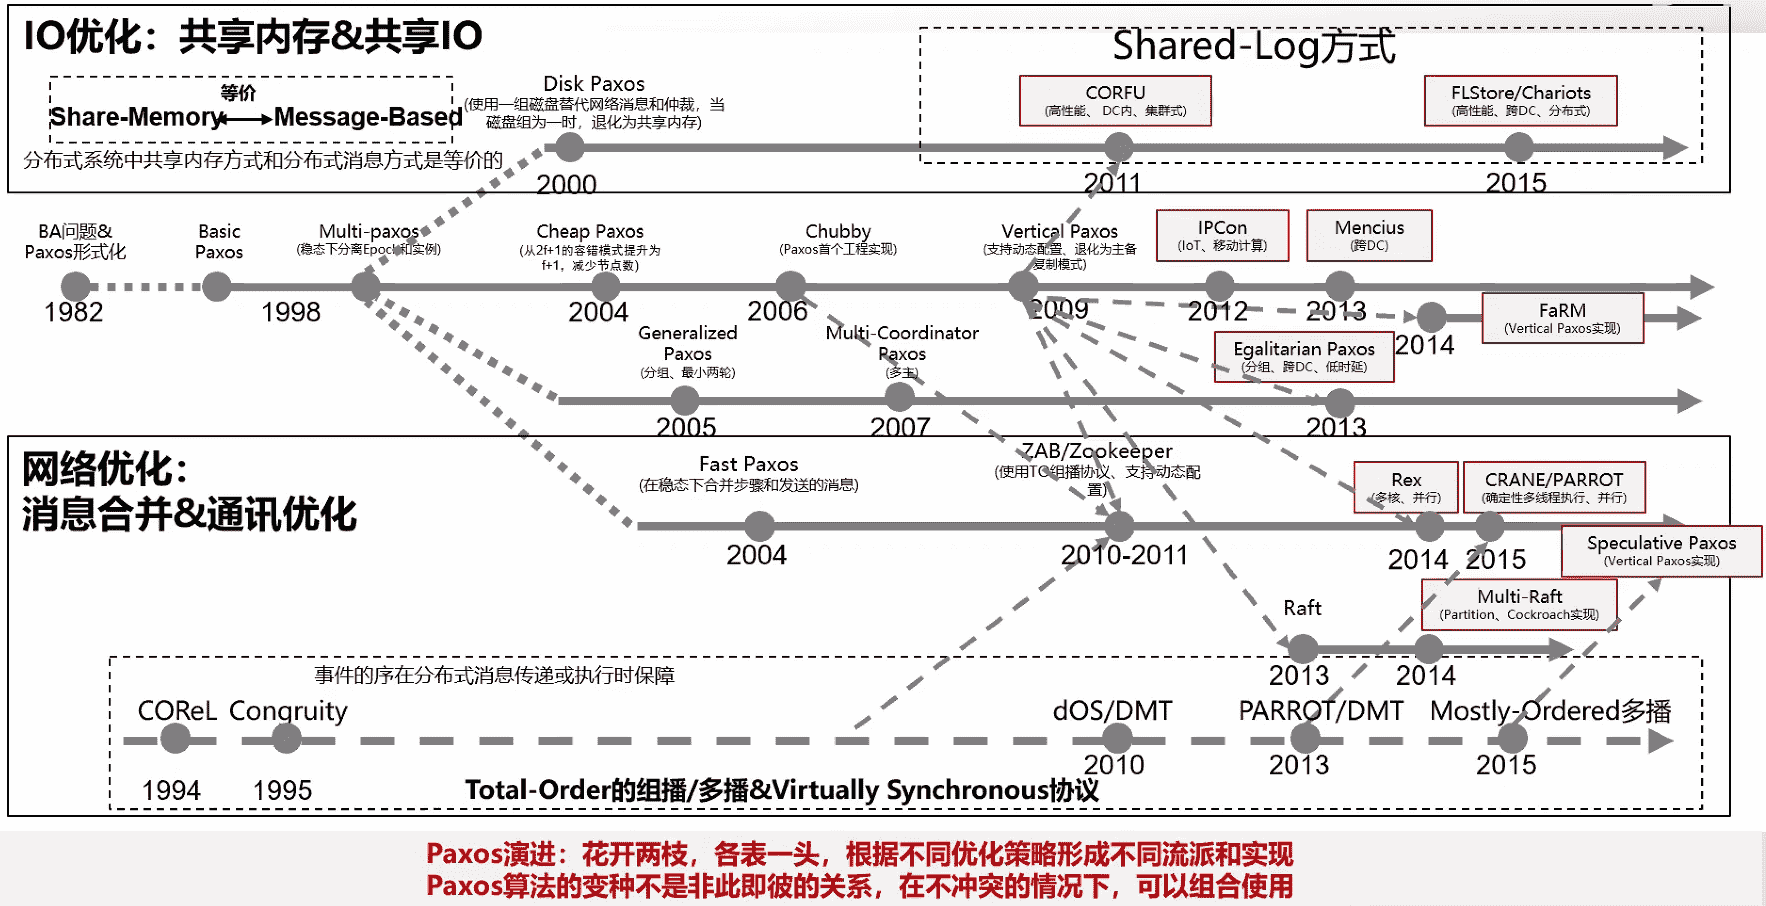 IO优化：共享内存&共享IO
Shared-Log方式
等价
Share-Memory
Message-Based
分布式系统中共享内存方式和分布式消息方式是等价的
Disk Paxos
(使用一组磁盘替代网络消息和仲裁，当
磁盘组为一时，退化为共享内存)
CORFU
(高性能、DC内、集群式)
FLStore/Chariots
(高性能、跨DC、分布式)
2000
2011
2015
BA问题&
Paxos形式化
Basic
Paxos
Multi-paxos
(稳态下分离Epoch和实例)
Cheap Paxos
(从2f+1的容错模式提升为
f+1，减少节点数)
Chubby
(Paxos首个工程实现)
Vertical Paxos
(支持动态配置、退化为主备
复制模式)
IPCon
(IoT、移动计算)
Mencius
(跨DC)
1982
1998
2004
2006
2009
2012
2013
FaRM
(Vertical Paxos实现)
2014
Generalized
Paxos
(分组、最小两轮)
Multi-Coordinator
Paxos
(多主)
Egalitarian Paxos
(分组、跨DC、低时延)
2005
2007
2013
网络优化：
消息合并&通讯优化
Fast Paxos
(在稳态下合并步骤和发送的消息)
ZAB/Zookeeper
(使用TO组播协议、支持动态配
置)
Rex
(多核、并行)
CRANE/PARROT
(确定性多线程执行、并行)
2004
2010-2011
2014
2015
Speculative Paxos
(Vertical Paxos实现)
Raft
Multi-Raft
(Partition、Cockroach实现)
2013
2014
事件的序在分布式消息传递或执行时保障
COReL
Congruity
dOS/DMT
PARROT/DMT
Mostly-Ordered多播
1994
1995
2010
2013
2015
Total-Order的组播/多播&Virtually Synchronous协议
Paxos演进：花开两枝，各表一头，根据不同优化策略形成不同流派和实现
Paxos算法的变种不是非此即彼的关系，在不冲突的情况下，可以组合使用